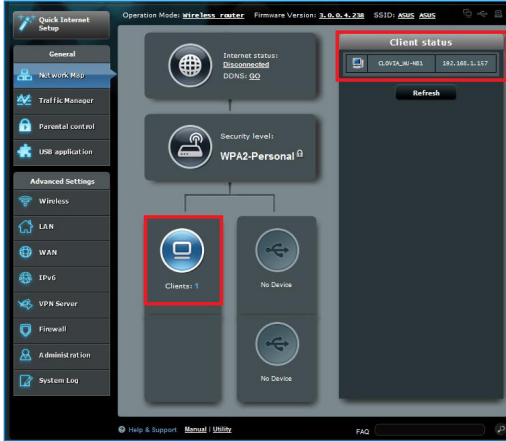 Quick Internet
Setup
Operation Mode: Wireless router Firmware Version: 3.0.0.4.238 SSID: ASUS ASUS
General
Network Map
Traffic Manager
Parental control
USB application
Advanced Settings
Wireless
LAN
WAN
IPv6
VPN Server
Firewall
Administration
System Log
Internet status:
Disconnected
DDNS: GO
Security level:
WPA2-Personal
Clients: 1
No Device
No Device
Client status
CLOVIA_WU-NB1 192.168.1.157
Refresh
Help & Support Manual | Utility FAQ